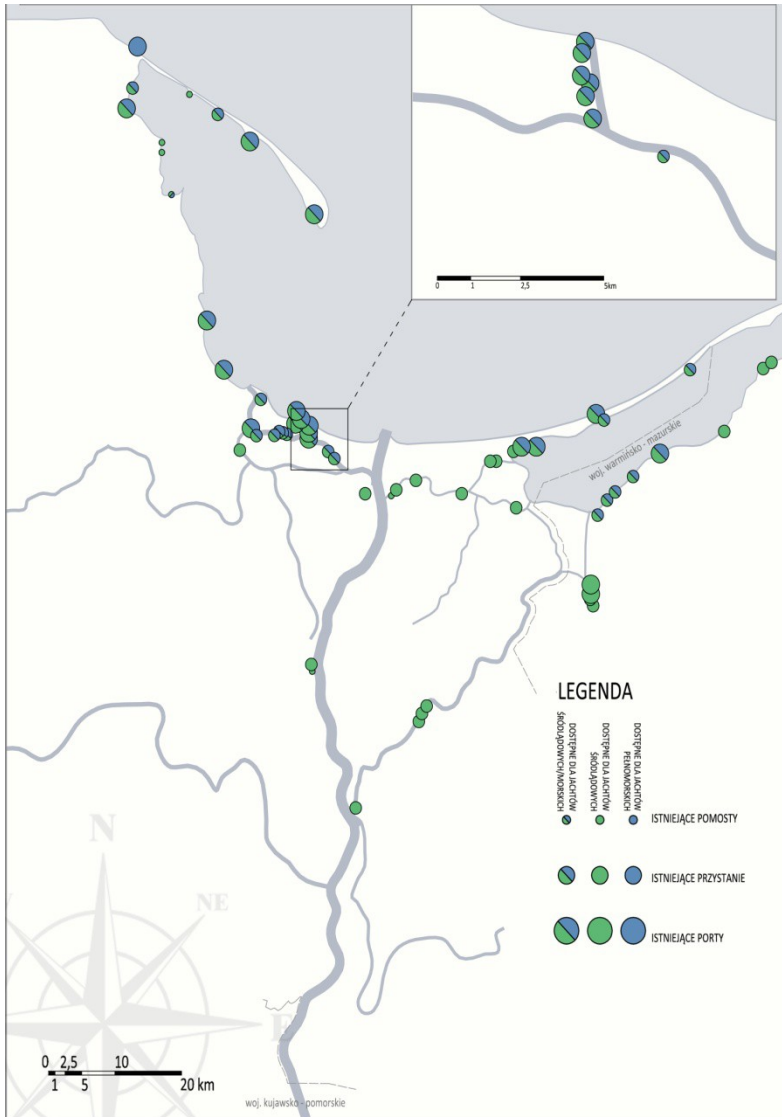 0 1 2,5 5km
woj. warmińsko - mazurskie
LEGENDA
DOSTĘPNE DLA JACHTÓW
ŚRÓDLĄDOWYCH/MORSKICH
DOSTĘPNE DLA JACHTÓW
ŚRÓDLĄDOWYCH
DOSTĘPNE DLA JACHTÓW
PEŁNOMORSKICH
ISTNIEJĄCE POMOSTY
ISTNIEJĄCE PRZYSTANIE
ISTNIEJĄCE PORTY
N
NE
E
0 2,5 10
1 5 20 km
woj. kujawsko - pomorskie